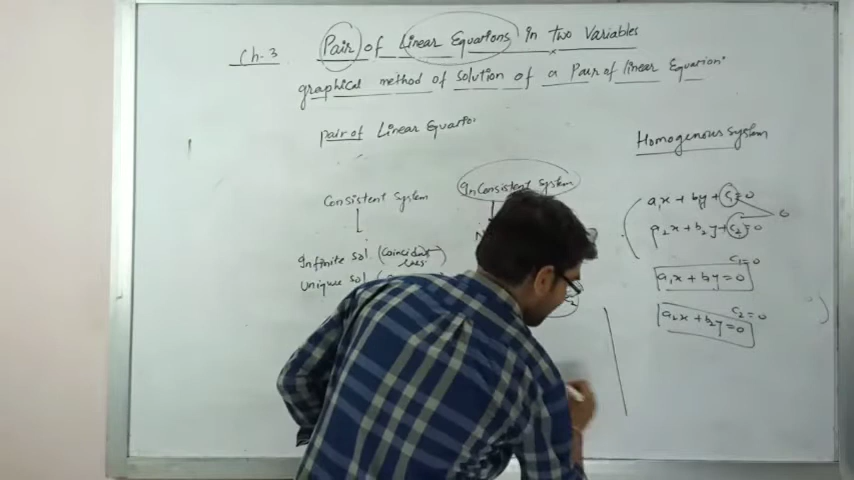 Ch-3 Pair of Linear Equations in two Variables
graphical method of solution of a Pair of linear Equation:
pair of Linear Equation
Homogenous System
Consistent System
InConsistent System
a₁x + b₁y + c₁ = 0
a₂x + b₂y + c₂ = 0
0
Infinite sol (Coincident lines)
Unique sol (
c₁ = 0
a₁x + b₁y = 0
c₂ = 0
a₂x + b₂y = 0